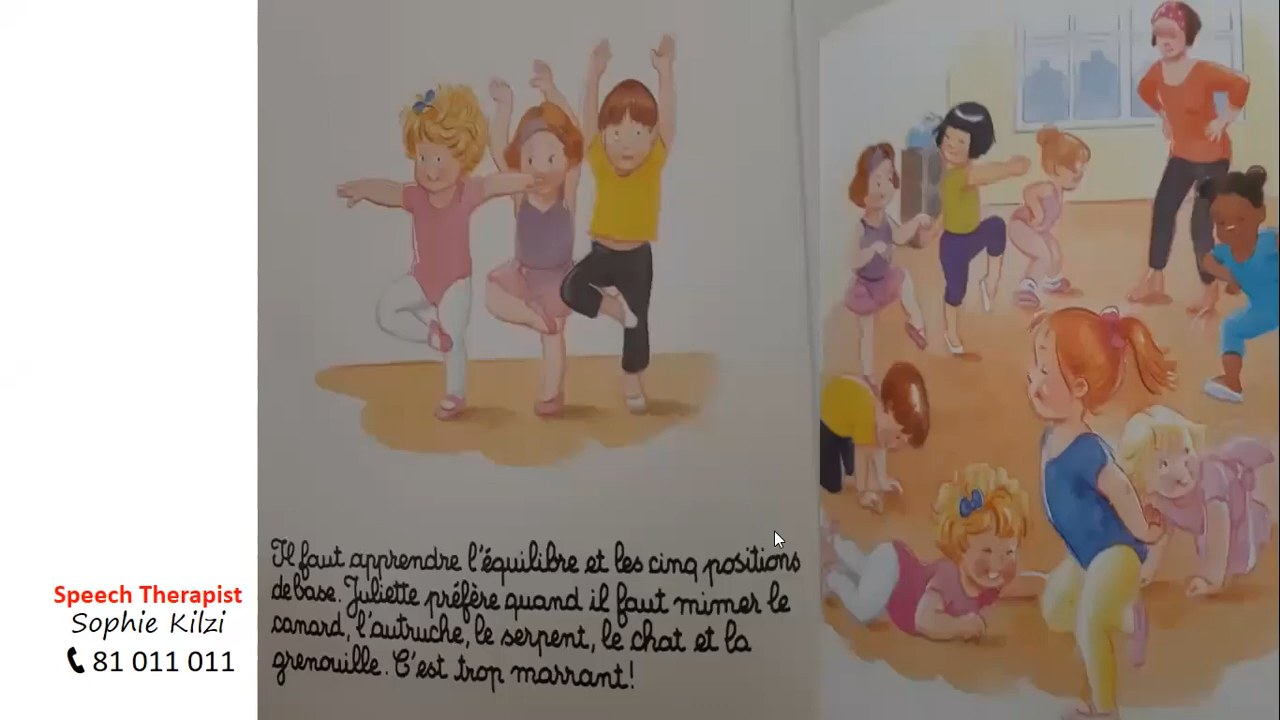 Il faut apprendre l'équilibre et les cinq positions
de base. Juliette préfère quand il faut mimer le
canard, l'autruche, le serpent, le chat et la
grenouille. C'est trop marrant!
Speech Therapist
Sophie Kilzi
81 011 011